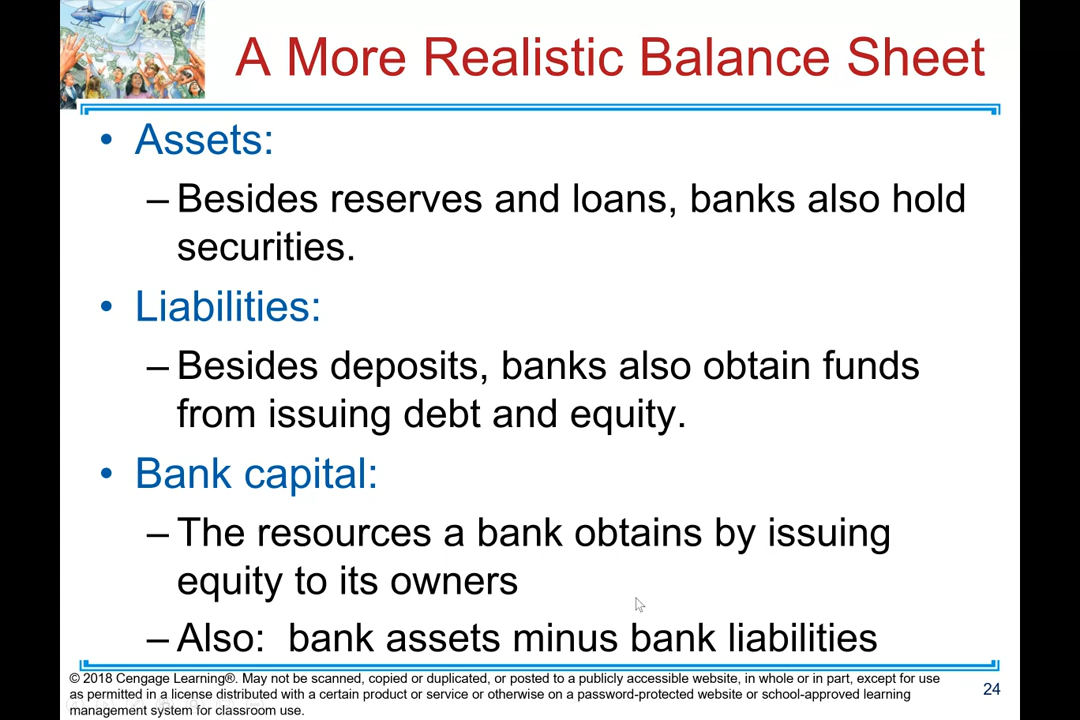 A More Realistic Balance Sheet
• Assets:
– Besides reserves and loans, banks also hold
securities.
• Liabilities:
– Besides deposits, banks also obtain funds
from issuing debt and equity.
• Bank capital:
– The resources a bank obtains by issuing
equity to its owners
– Also:  bank assets minus bank liabilities
© 2018 Cengage Learning®. May not be scanned, copied or duplicated, or posted to a publicly accessible website, in whole or in part, except for use
as permitted in a license distributed with a certain product or service or otherwise on a password-protected website or school-approved learning
management system for classroom use.
24